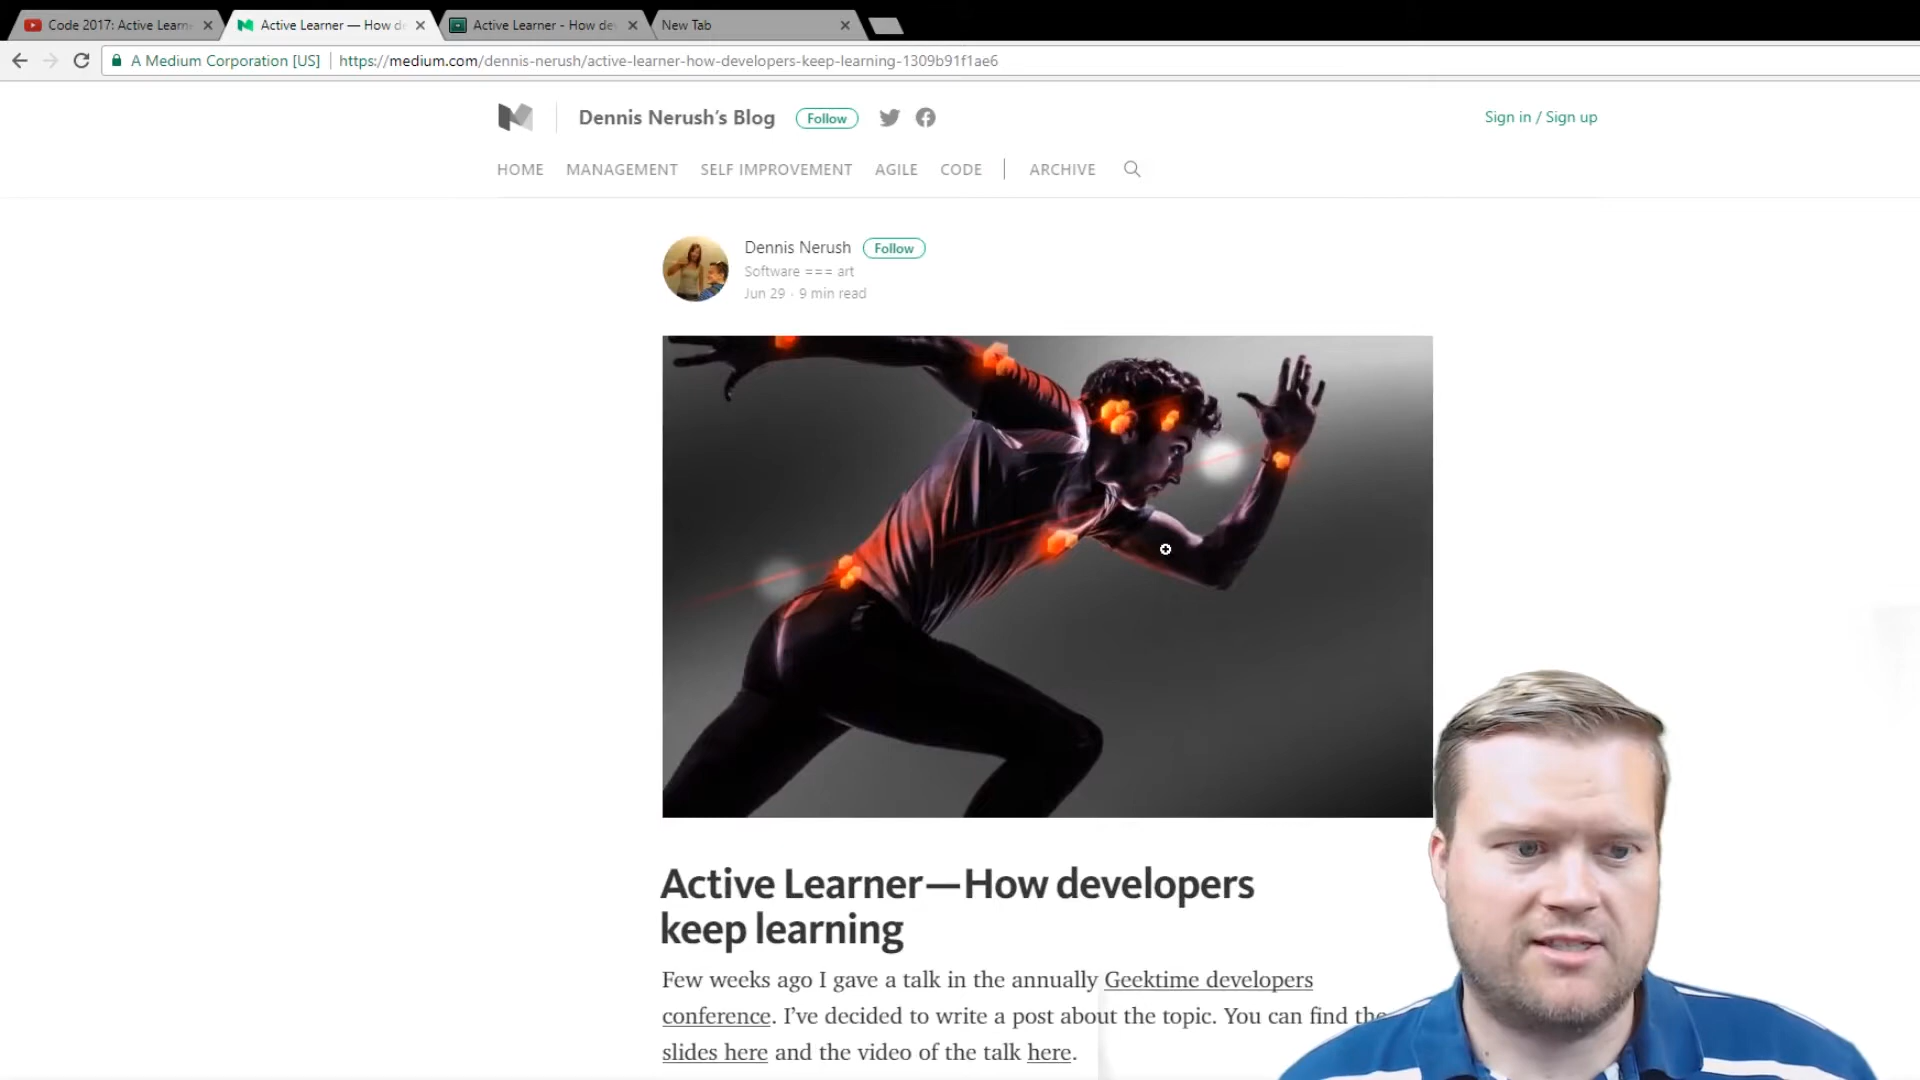 Code 2017: Active Learn
Active Learner — How de
Active Learner - How de
New Tab
A Medium Corporation [US]
https://medium.com/dennis-nerush/active-learner-how-developers-keep-learning-1309b91f1ae6
Dennis Nerush’s Blog
Follow
Sign in / Sign up
HOME MANAGEMENT SELF IMPROVEMENT AGILE CODE ARCHIVE
Dennis Nerush Follow
Software === art
Jun 29 · 9 min read
Active Learner—How developers
keep learning
Few weeks ago I gave a talk in the annually Geektime developers
conference. I’ve decided to write a post about the topic. You can find the
slides here and the video of the talk here.